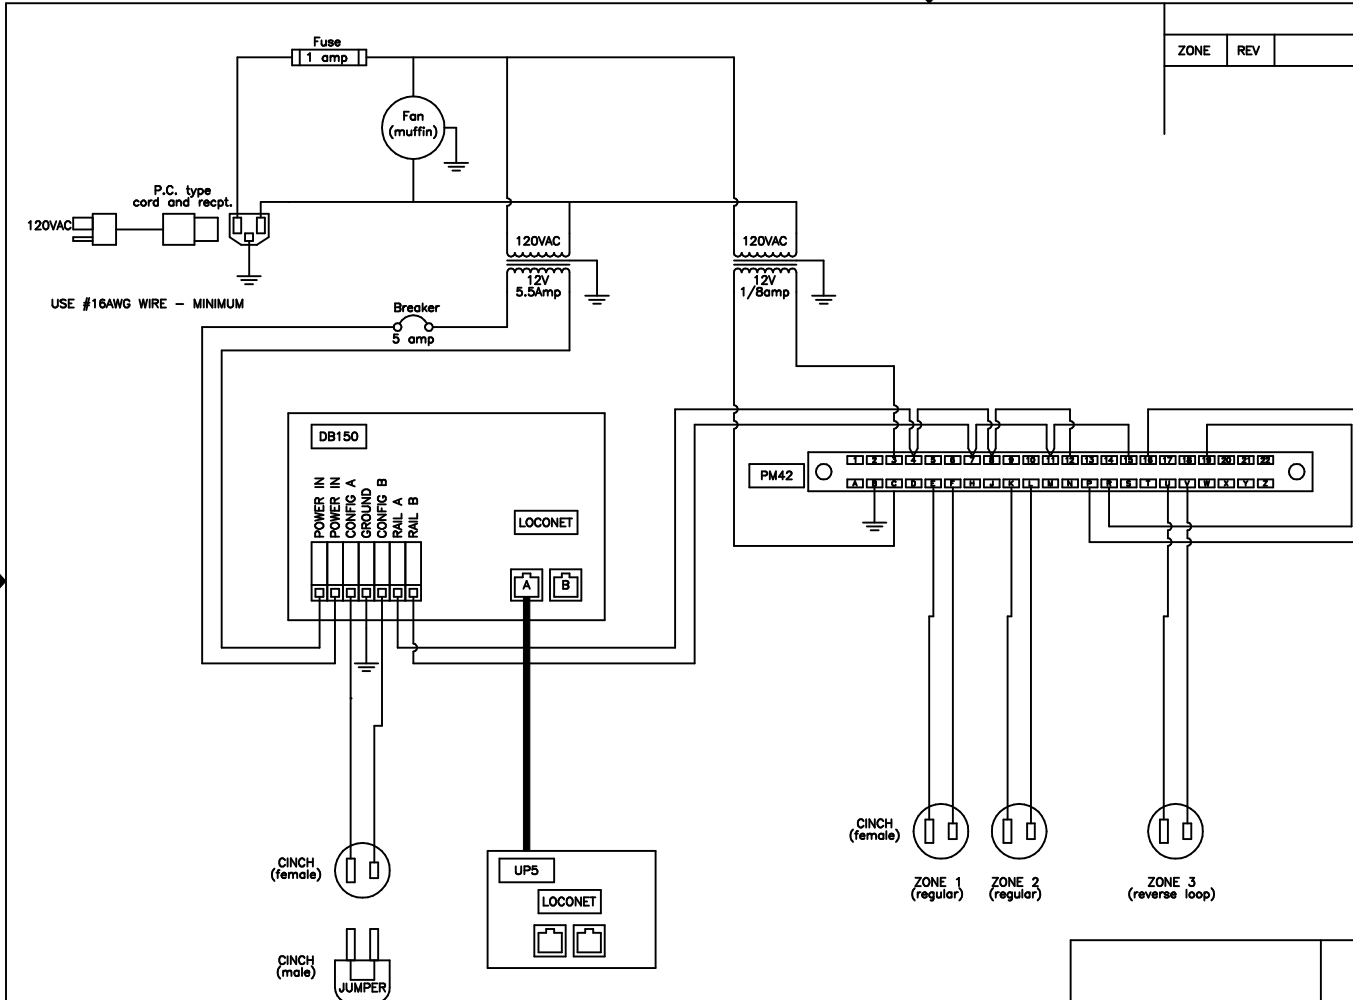 Fuse
1 amp
ZONE REV
Fan
(muffin)
P.C. type
cord and recpt.
120VAC
120VAC
12V
5.5Amp
120VAC
12V
1/8amp
USE #16AWG WIRE - MINIMUM
Breaker
5 amp
DB150
POWER IN
POWER IN
CONFIG A
GROUND
CONFIG B
RAIL A
RAIL B
LOCONET
A B
PM42
1 2 3 4 5 6 7 8 9 10 11 12 13 14 15 16 17 18 19 20 21 22
A B C D E F H J K L M N P R S T U V W X Y Z
CINCH
(female)
ZONE 1
(regular)
ZONE 2
(regular)
ZONE 3
(reverse loop)
CINCH
(female)
UP5
LOCONET
CINCH
(male)
JUMPER